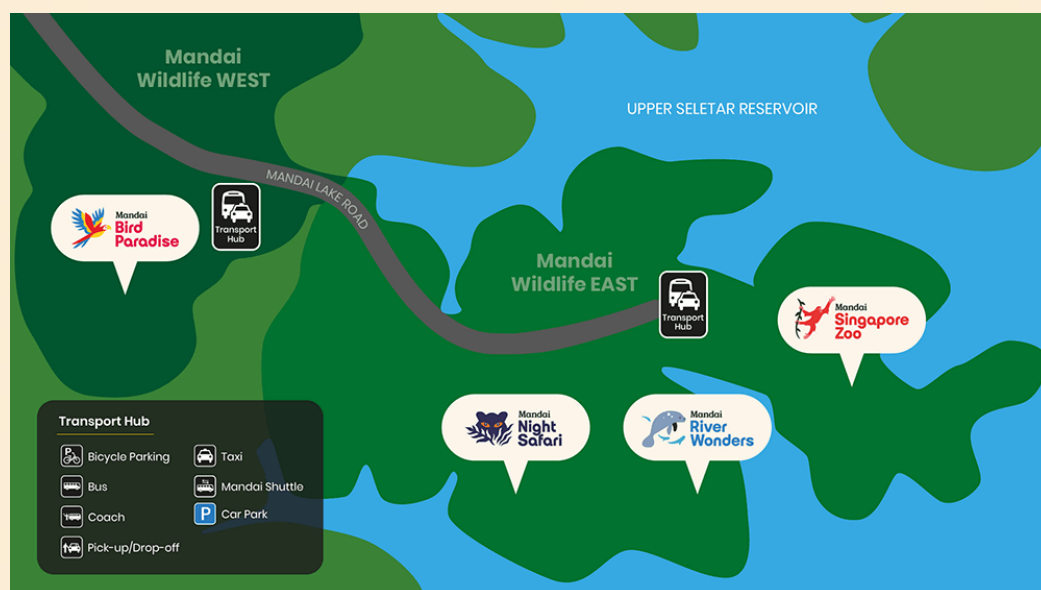 Mandai
Wildlife WEST
UPPER SELETAR RESERVOIR
MANDAI LAKE ROAD
Mandai
Bird
Paradise
Transport
Hub
Mandai
Wildlife EAST
Transport
Hub
Mandai
Singapore
Zoo
Mandai
Night
Safari
Mandai
River
Wonders
Transport Hub
P
Bicycle Parking
Taxi
Bus
Mandai Shuttle
Coach
P
Car Park
Pick-up/Drop-off